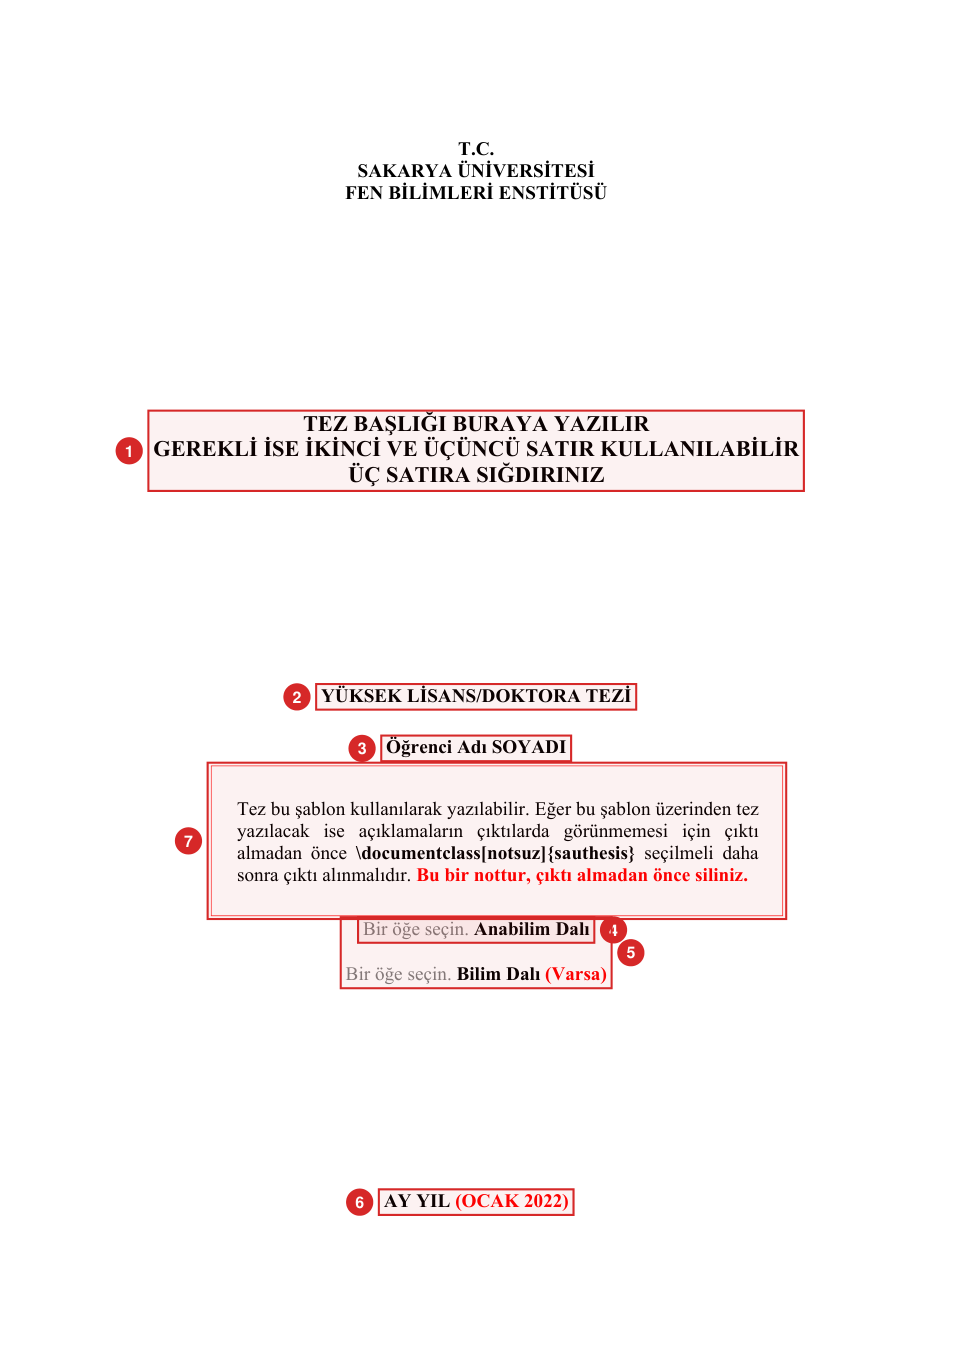 T.C.
SAKARYA ÜNİVERSİTESİ
FEN BİLİMLERİ ENSTİTÜSÜ
1
TEZ BAŞLIĞI BURAYA YAZILIR
GEREKLİ İSE İKİNCİ VE ÜÇÜNCÜ SATIR KULLANILABİLİR
ÜÇ SATIRA SIĞDIRINIZ
2 YÜKSEK LİSANS/DOKTORA TEZİ
3 Öğrenci Adı SOYADI
7
Tez bu şablon kullanılarak yazılabilir. Eğer bu şablon üzerinden tez
yazılacak ise açıklamaların çıktılarda görünmemesi için çıktı
almadan önce \documentclass[notsuz]{sauthesis} seçilmeli daha
sonra çıktı alınmalıdır. Bu bir nottur, çıktı almadan önce siliniz.
Bir öğe seçin. Anabilim Dalı 4
5
Bir öğe seçin. Bilim Dalı (Varsa)
6 AY YIL (OCAK 2022)